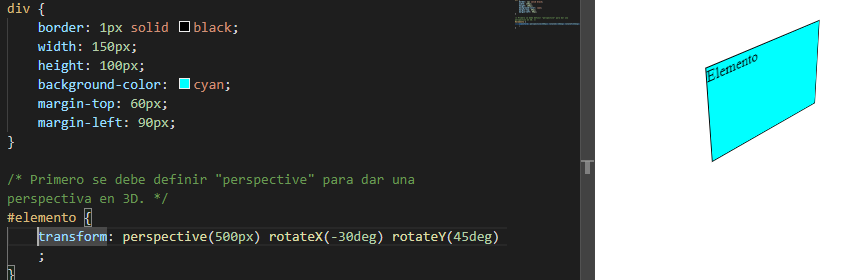 div {
border: 1px solid black;
width: 150px;
height: 100px;
background-color: cyan;
margin-top: 60px;
margin-left: 90px;
}
/* Primero se debe definir "perspective" para dar una
perspectiva en 3D. */
#elemento {
transform: perspective(500px) rotateX(-30deg) rotateY(45deg)
;
}
Elemento